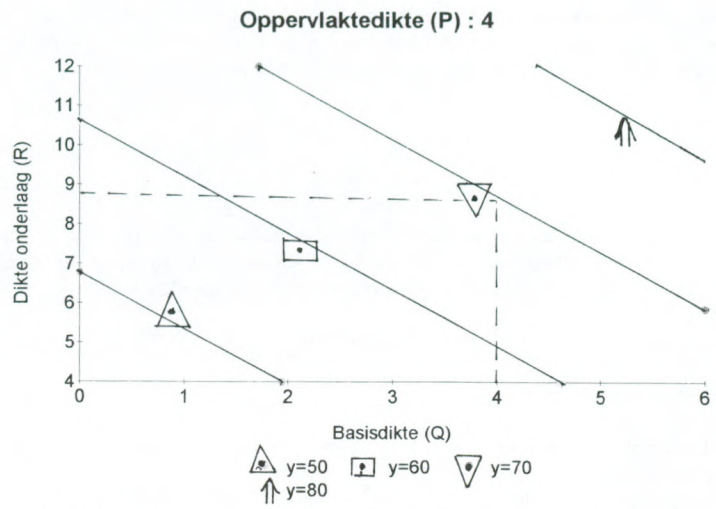 Oppervlaktedikte (P) : 4
Dikte onderlaag (R)
12
11
10
9
8
7
6
5
4
0 1 2 3 4 5 6
Basisdikte (Q)
y=50 y=60 y=70
y=80